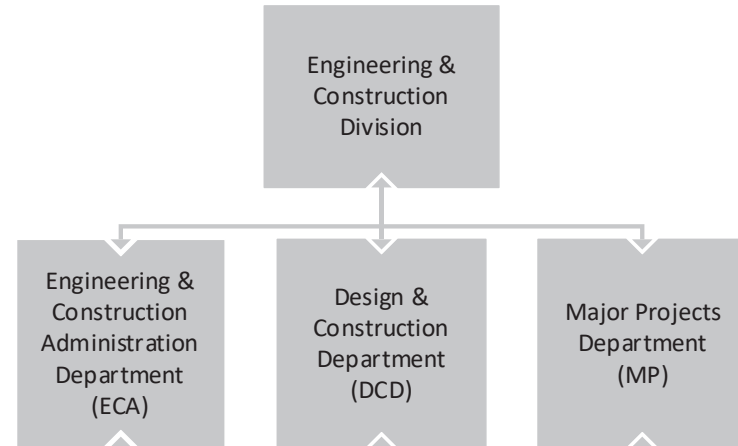 Engineering &
Construction
Division
Engineering &
Construction
Administration
Department
(ECA)
Design &
Construction
Department
(DCD)
Major Projects
Department
(MP)